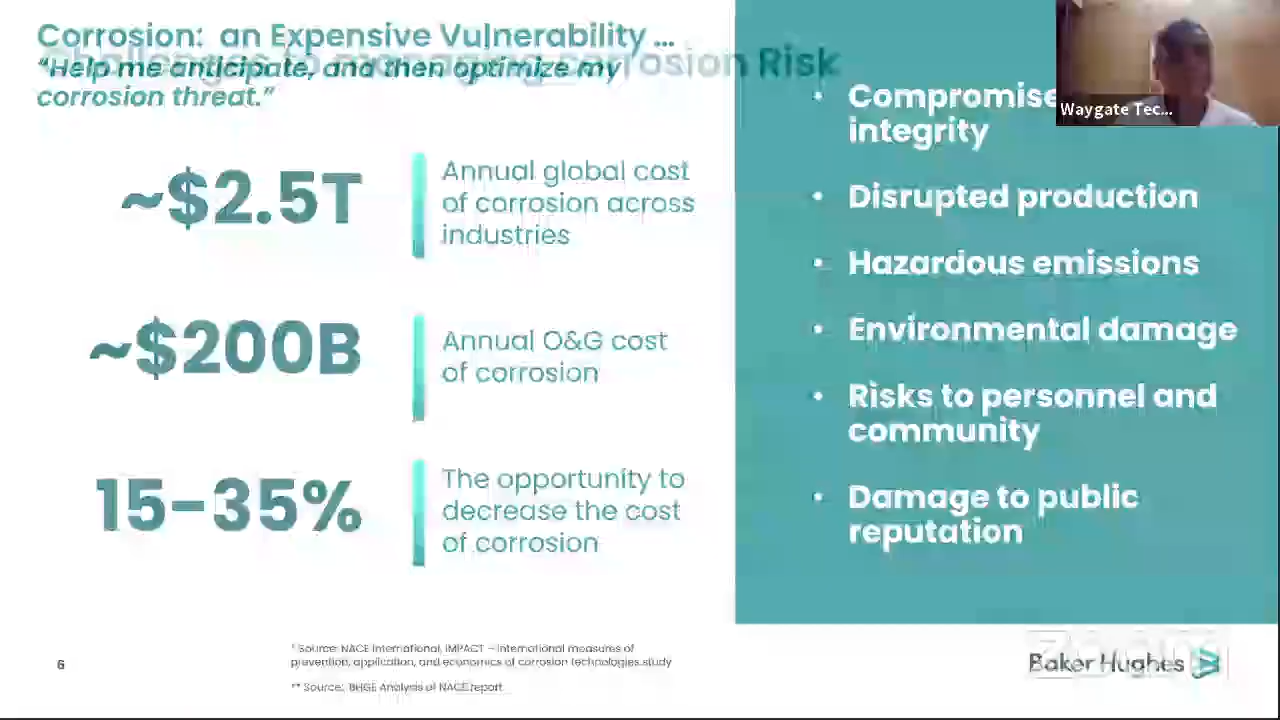 Corrosion: an Expensive Vulnerability ...
“Help me anticipate, and then optimize my
corrosion threat.”
Corrosion Risk
~$2.5T
Annual global cost
of corrosion across
industries
~$200B
Annual O&G cost
of corrosion
15-35%
The opportunity to
decrease the cost
of corrosion
• Compromise
integrity
• Disrupted production
• Hazardous emissions
• Environmental damage
• Risks to personnel and
community
• Damage to public
reputation
Waygate Tec...
6
* Source: NACE International, IMPACT – International measures of
prevention, application, and economics of corrosion technologies study
** Source: BHGE Analysis of NACE report
Baker Hughes